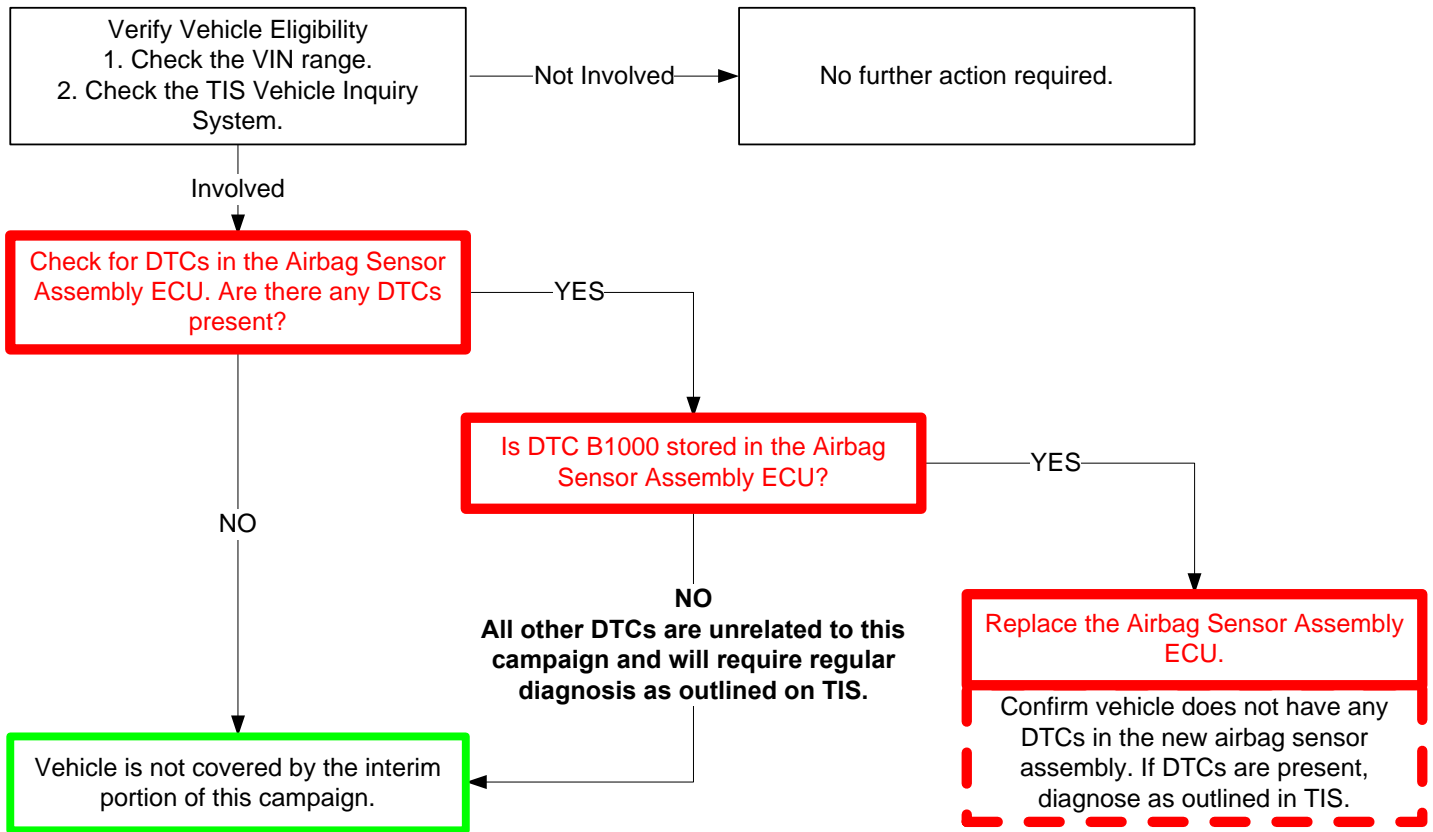 Verify Vehicle Eligibility
1. Check the VIN range.
2. Check the TIS Vehicle Inquiry
System.
Not Involved
No further action required.
Involved
Check for DTCs in the Airbag Sensor
Assembly ECU. Are there any DTCs
present?
YES
Is DTC B1000 stored in the Airbag
Sensor Assembly ECU?
YES
NO
NO
All other DTCs are unrelated to this
campaign and will require regular
diagnosis as outlined on TIS.
Replace the Airbag Sensor Assembly
ECU.
Confirm vehicle does not have any
DTCs in the new airbag sensor
assembly. If DTCs are present,
diagnose as outlined in TIS.
Vehicle is not covered by the interim
portion of this campaign.